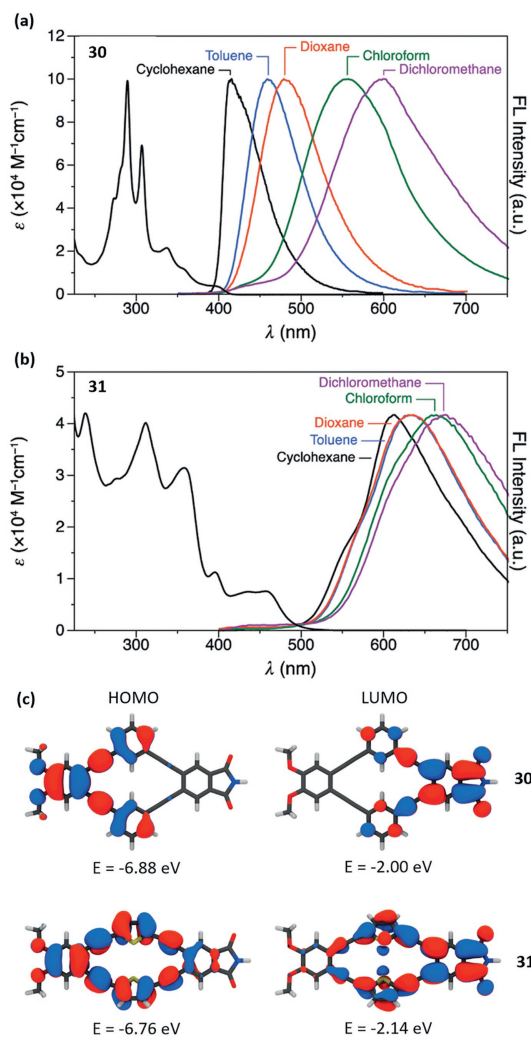 (a)
30
Cyclohexane
Toluene
Dioxane
Chloroform
Dichloromethane
10
8
6
4
2
0
ε (×10⁴ M⁻¹cm⁻¹)
FL Intensity (a.u.)
300 400 500 600 700
λ (nm)
(b)
31
Dichloromethane
Chloroform
Dioxane
Toluene
Cyclohexane
5
4
3
2
1
0
ε (×10⁴ M⁻¹cm⁻¹)
FL Intensity (a.u.)
300 400 500 600 700
λ (nm)
(c)
HOMO LUMO
30
E = -6.88 eV E = -2.00 eV
31
E = -6.76 eV E = -2.14 eV